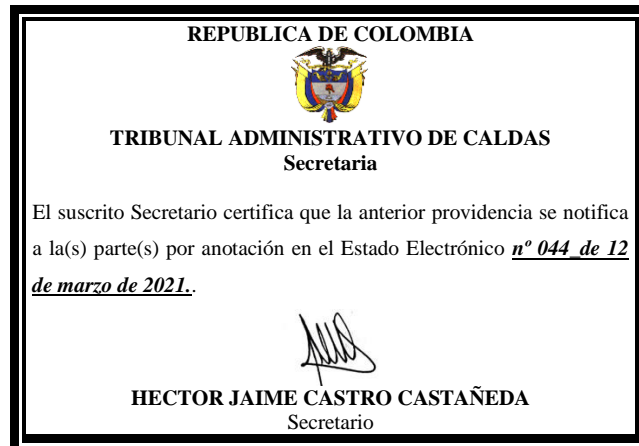 REPUBLICA DE COLOMBIA
TRIBUNAL ADMINISTRATIVO DE CALDAS
Secretaria
El suscrito Secretario certifica que la anterior providencia se notifica
a la(s) parte(s) por anotación en el Estado Electrónico nº 044_de 12
de marzo de 2021..
HECTOR JAIME CASTRO CASTAÑEDA
Secretario